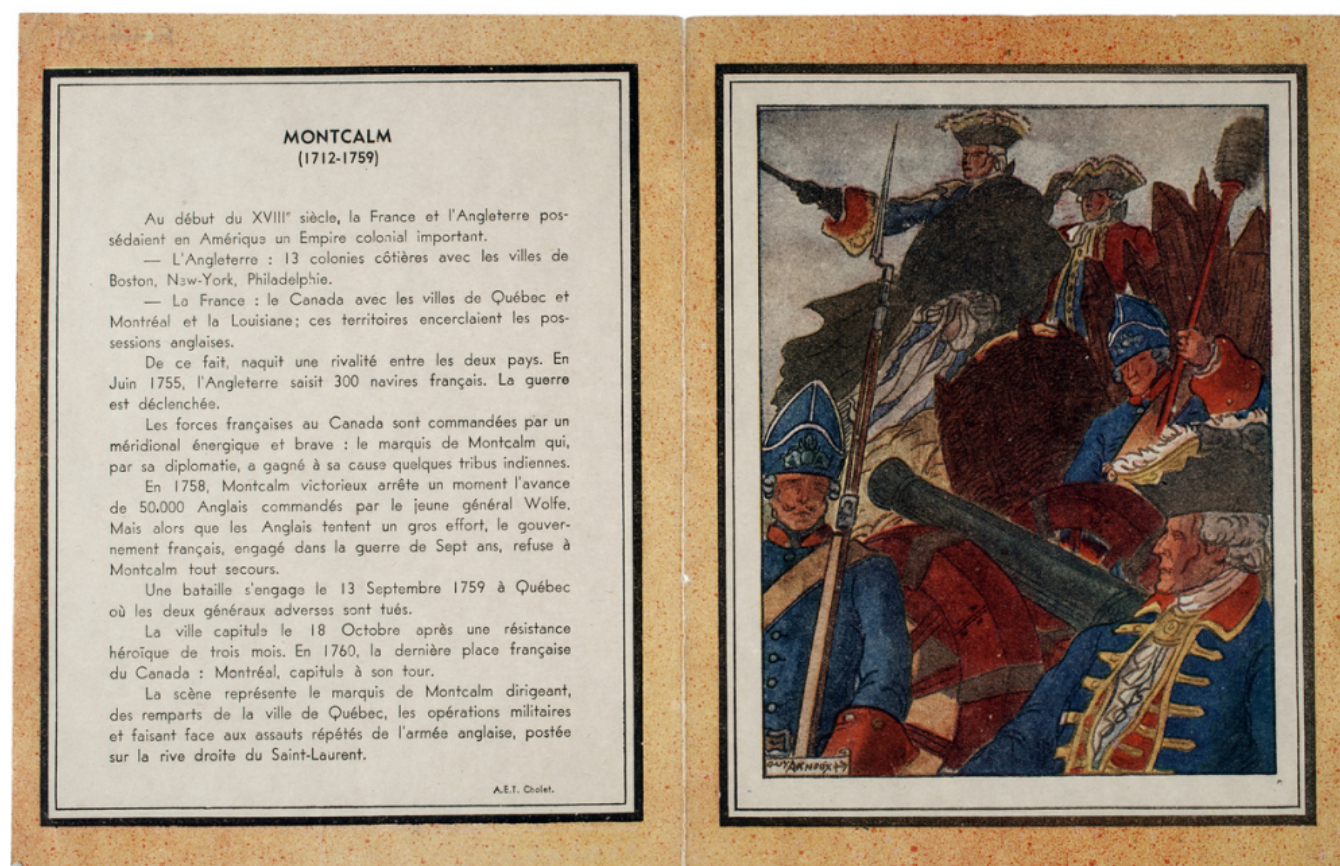 MONTCALM
(1712-1759)
Au début du XVIIIe siècle, la France et l'Angleterre pos-
sédaient en Amérique un Empire colonial important.
— L'Angleterre : 13 colonies côtières avec les villes de
Boston, New-York, Philadelphie.
— La France : le Canada avec les villes de Québec et
Montréal et la Louisiane; ces territoires encerclaient les pos-
sessions anglaises.
De ce fait, naquit une rivalité entre les deux pays. En
Juin 1755, l'Angleterre saisit 300 navires français. La guerre
est déclenchée.
Les forces françaises au Canada sont commandées par un
méridional énergique et brave : le marquis de Montcalm qui,
par sa diplomatie, a gagné à sa cause quelques tribus indiennes.
En 1758, Montcalm victorieux arrête un moment l'avance
de 50.000 Anglais commandés par le jeune général Wolfe.
Mais alors que les Anglais tentent un gros effort, le gouver-
nement français, engagé dans la guerre de Sept ans, refuse à
Montcalm tout secours.
Une bataille s'engage le 13 Septembre 1759 à Québec
où les deux généraux adverses sont tués.
La ville capitule le 18 Octobre après une résistance
héroïque de trois mois. En 1760, la dernière place française
du Canada : Montréal, capitule à son tour.
La scène représente le marquis de Montcalm dirigeant,
des remparts de la ville de Québec, les opérations militaires
et faisant face aux assauts répétés de l'armée anglaise, postée
sur la rive droite du Saint-Laurent.
A.E.T. Cholet.
GUY ARNOUX